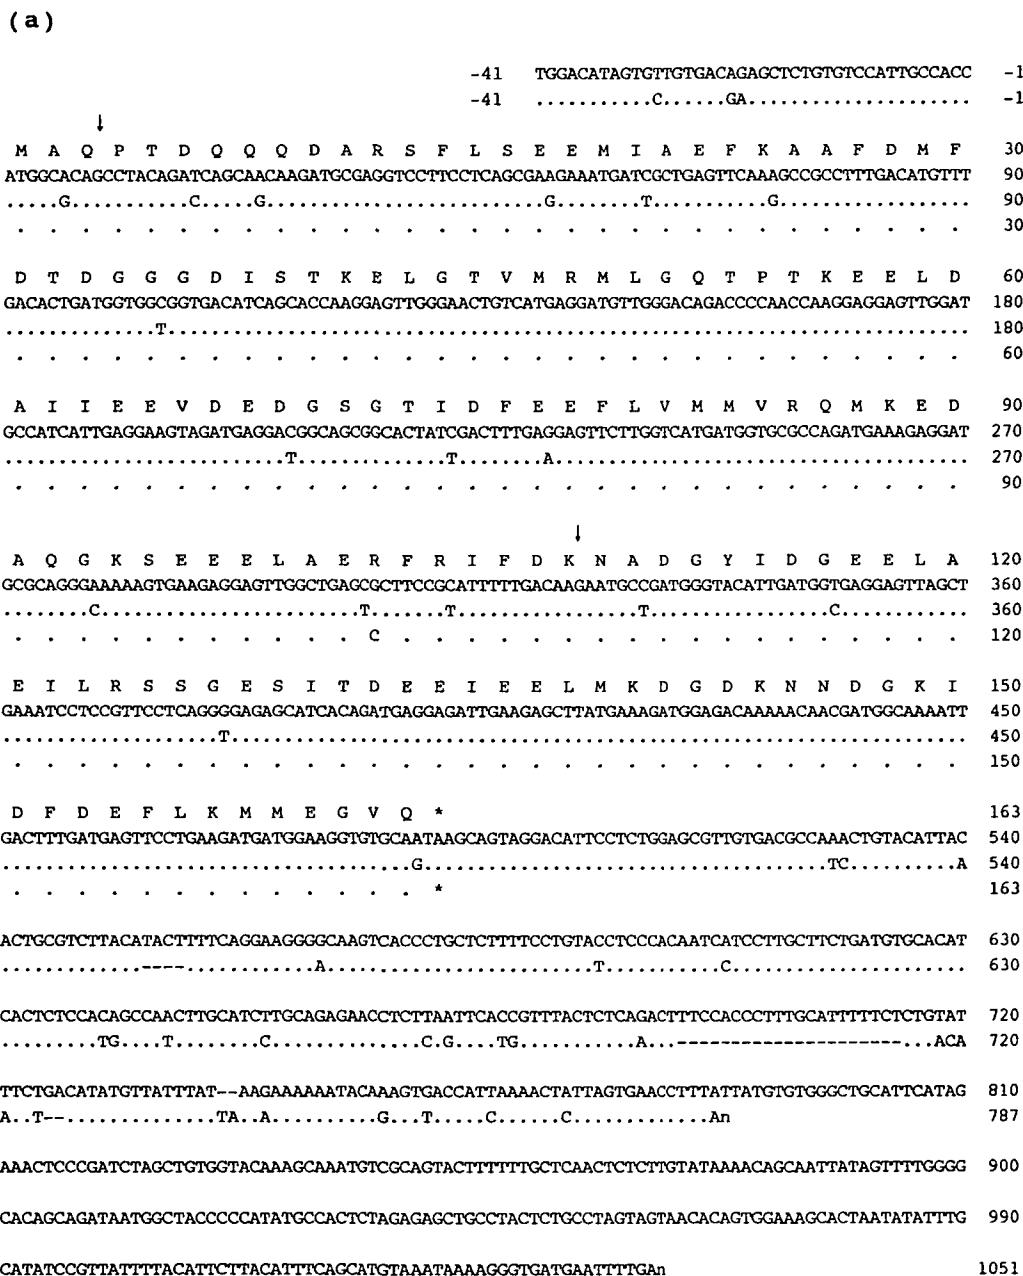 (a)
-41 TGGACATAGTGTTGTGACAGAGCTCTGTGTCCATTGCCACC -1
-41 ...........C......GA..................... -1
↓
M A Q P T D Q Q Q D A R S F L S E E M I A E F K A A F D M F 30
ATGGCACAGCCTACAGATCAGCAACAAGATGCGAGGTCCTTCCTCAGCGAAGAAATGATCGCTGAGTTCAAAGCCGCCTTTGACATGTTT 90
.....G...........C.....G..........................G........T...........G.................. 90
. . . . . . . . . . . . . . . . . . . . . . . . . . . . . . 30
D T D G G G D I S T K E L G T V M R M L G Q T P T K E E L D 60
GACACTGATGGTGGCGGTGACATCAGCACCAAGGAGTTGGGAACTGTCATGAGGATGTTGGGACAGACCCCAACCAAGGAGGAGTTGGAT 180
..............T........................................................................... 180
. . . . . . . . . . . . . . . . . . . . . . . . . . . . . . 60
A I I E E V D E D G S G T I D F E E F L V M M V R Q M K E D 90
GCCATCATTGAGGAAGTAGATGAGGACGGCAGCGGCACTATCGACTTTGAGGAGTTCTTGGTCATGATGGTGCGCCAGATGAAAGAGGAT 270
..........................T..............T........A....................................... 270
. . . . . . . . . . . . . . . . . . . . . . . . . . . . . . 90
↓
A Q G K S E E E L A E R F R I F D K N A D G Y I D G E E L A 120
GCGCAGGGAAAAAGTGAAGAGGAGTTGGCTGAGCGCTTCCGCATTTTTGACAAGAATGCCGATGGGTACATTGATGGTGAGGAGTTAGCT 360
........C........................T.......T.................T.................C............ 360
. . . . . . . . . . . C . . . . . . . . . . . . . . . . . . 120
E I L R S S G E S I T D E E I E E L M K D G D K N N D G K I 150
GAAATCCTCCGTTCCTCAGGGGAGAGCATCACAGATGAGGAGATTGAAGAGCTTATGAAAGATGGAGACAAAAACAACGATGGCAAAATT 450
....................T..................................................................... 450
. . . . . . . . . . . . . . . . . . . . . . . . . . . . . . 150
D F D E F L K M M E G V Q * 163
GACTTTGATGAGTTCCTGAAGATGATGGAAGGTGTGCAATAAGCAGTAGGACATTCCTCTGGAGCGTTGTGACGCCAAACTGTACATTAC 540
......................................G......................................TC..........A 540
. . . . . . . . . . . . . * 163
ACTGCGTCTTACATACTTTTCAGGAAGGGGCAAGTCACCCTGCTCTTTTCCTGTACCTCCCACAATCATCCTTGCTTCTGATGTGCACAT 630
.............----............A.........................T...........C...................... 630
CACTCTCCACAGCCAACTTGCATCTTGCAGAGAACCTCTTAATTCACCGTTTACTCTCAGACTTTCCACCCTTTGCATTTTTCTCTGTAT 720
.........TG....T........C..............C.G....TG...........A...---------------------...ACA 720
TTCTGACATATGTTATTTAT--AAGAAAAAATACAAAGTGACCATTAAAACTATTAGTGAACCTTTATTATGTGTGGGCTGCATTCATAG 810
A..T--..............TA..A..........G...T.....C......C.............An 787
AAACTCCCGATCTAGCTGTGGTACAAAGCAAATGTCGCAGTACTTTTTTGCTCAACTCTCTTGTATAAAACAGCAATTATAGTTTTGGGG 900
CACAGCAGATAATGGCTACCCCCATATGCCACTCTAGAGAGCTGCCTACTCTGCCTAGTAGTAACACAGTGGAAAGCACTAATATATTTG 990
CATATCCGTTATTTTACATTCTTACATTTCAGCATGTAAATAAAAGGGTGATGAATTTTGAn 1051